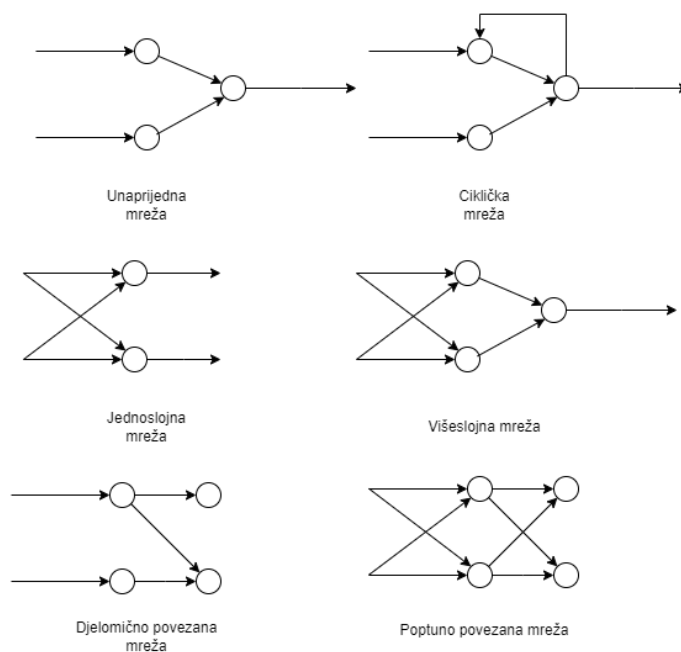 Unaprijedna
mreža
Ciklička
mreža
Jednoslojna
mreža
Višeslojna mreža
Djelomično povezana
mreža
Poptuno povezana mreža